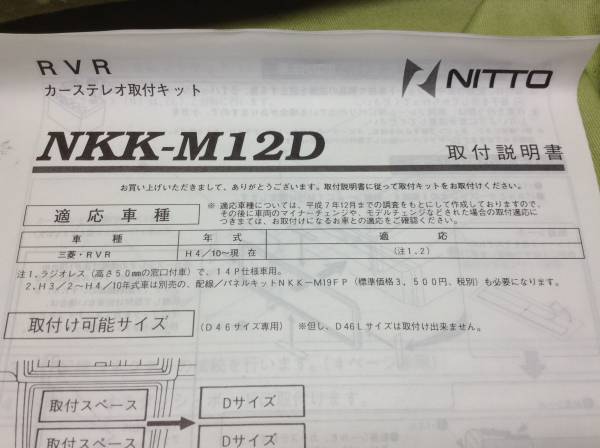 RVR
カーステレオ取付キット
NITTO
NKK-M12D
取付説明書
お買い上げいただきまして、ありがとうございます。取付説明書に従って取付キットをお取付けください。
適応車種
※ 適応車種については、平成7年12月までの調査をもとにして作成しておりますので、
その後に車両のマイナーチェンジや、モデルチェンジなどされた場合の取付適応に
つきまては、お取付けになるお車との適応をご確認ください。
車種 年式 適応
三菱・RVR H4/10～現在 (注1.2)
注1.ラジオレス(高さ50㎜の窓口付車)で、14P仕様車用。
2.H3/2～H4/10年式車は別売の、配線/パネルキットNKK－M19FP(標準価格3,500円、税別)も必要になります。
取付け可能サイズ
(D46サイズ専用) ※但し、D46Lサイズは取付け出来ません。
取付スペース Dサイズ
取付スペース Dサイズ